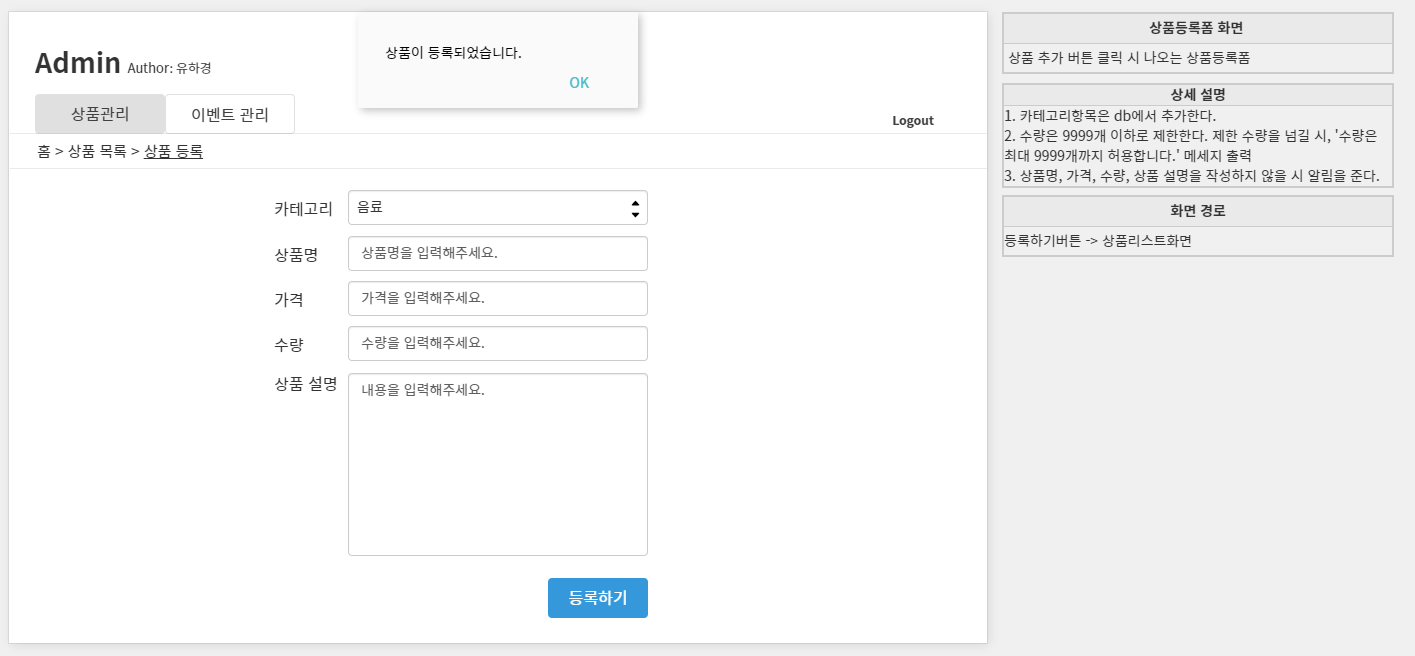 상품이 등록되었습니다.
OK
Admin Author: 유하경
상품관리
이벤트 관리
Logout
홈 > 상품 목록 > 상품 등록
카테고리
음료
상품명
상품명을 입력해주세요.
가격
가격을 입력해주세요.
수량
수량을 입력해주세요.
상품 설명
내용을 입력해주세요.
등록하기
상품등록폼 화면
상품 추가 버튼 클릭 시 나오는 상품등록폼
상세 설명
1. 카테고리항목은 db에서 추가한다.
2. 수량은 9999개 이하로 제한한다. 제한 수량을 넘길 시, '수량은
최대 9999개까지 허용합니다.' 메세지 출력
3. 상품명, 가격, 수량, 상품 설명을 작성하지 않을 시 알림을 준다.
화면 경로
등록하기버튼 -> 상품리스트화면